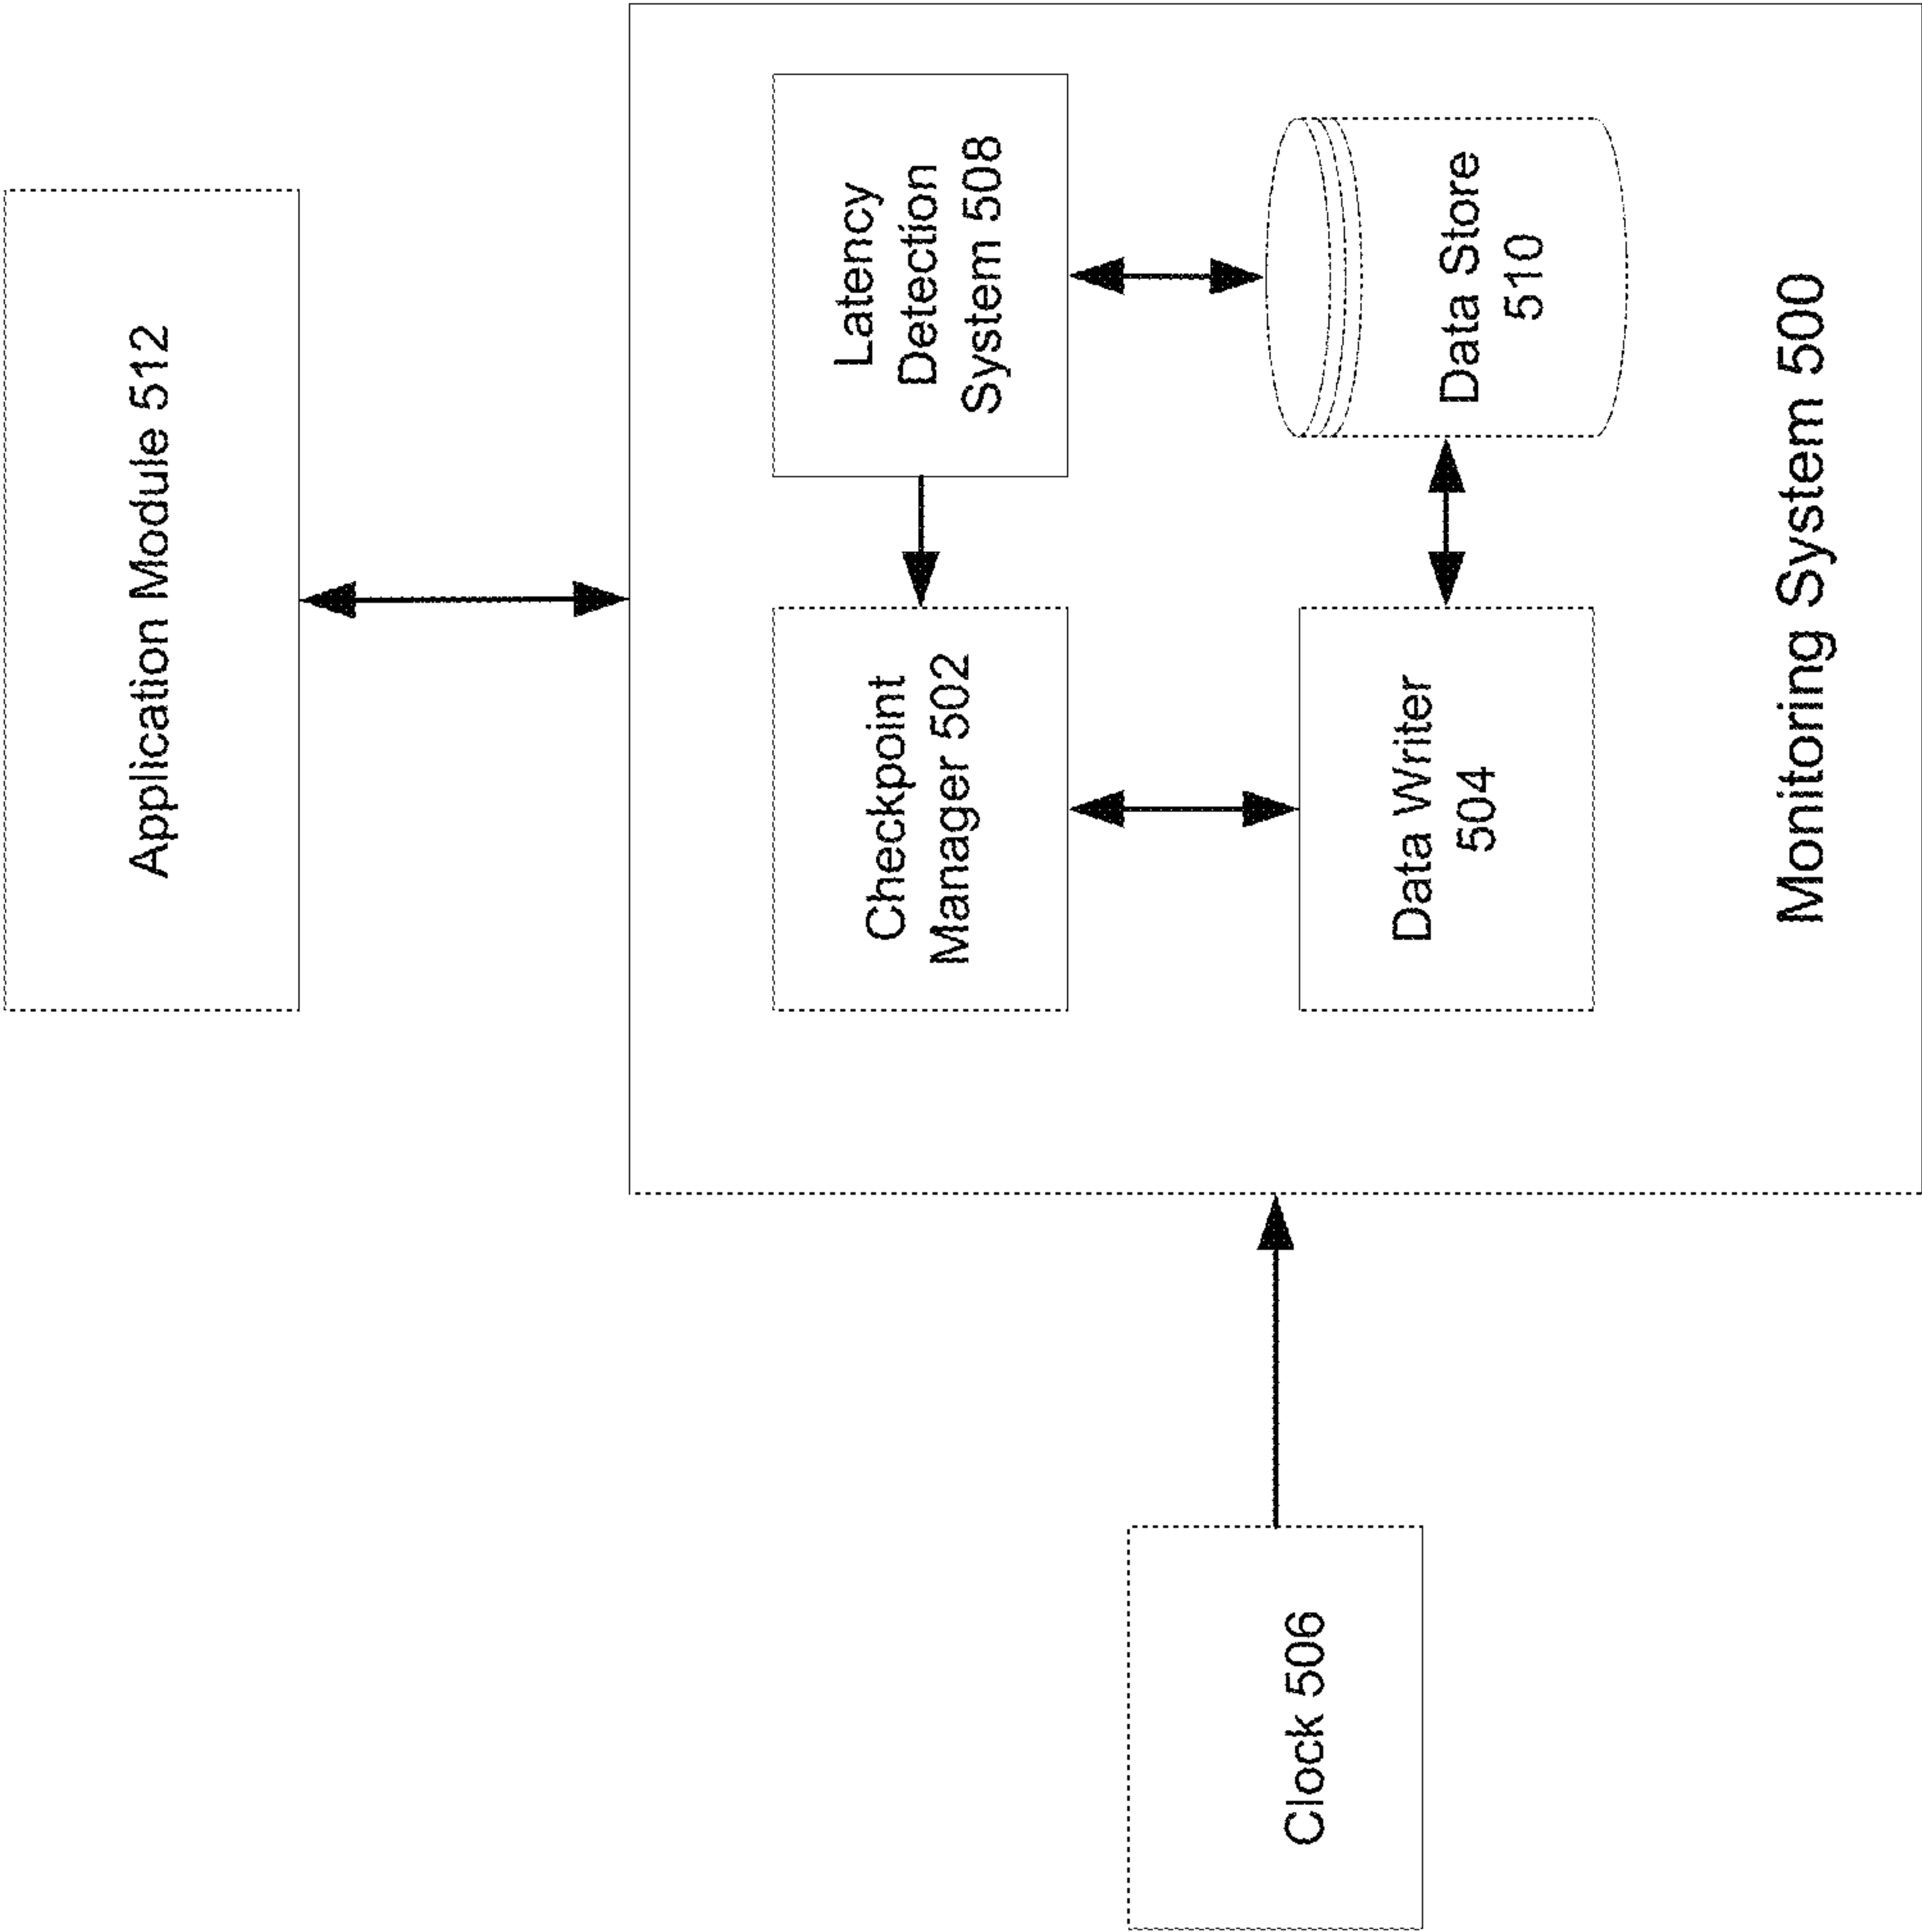 Application Module 512
Checkpoint
Manager 502
Latency
Detection
System 508
Clock 506
Data Writer
504
Data Store
510
Monitoring System 500